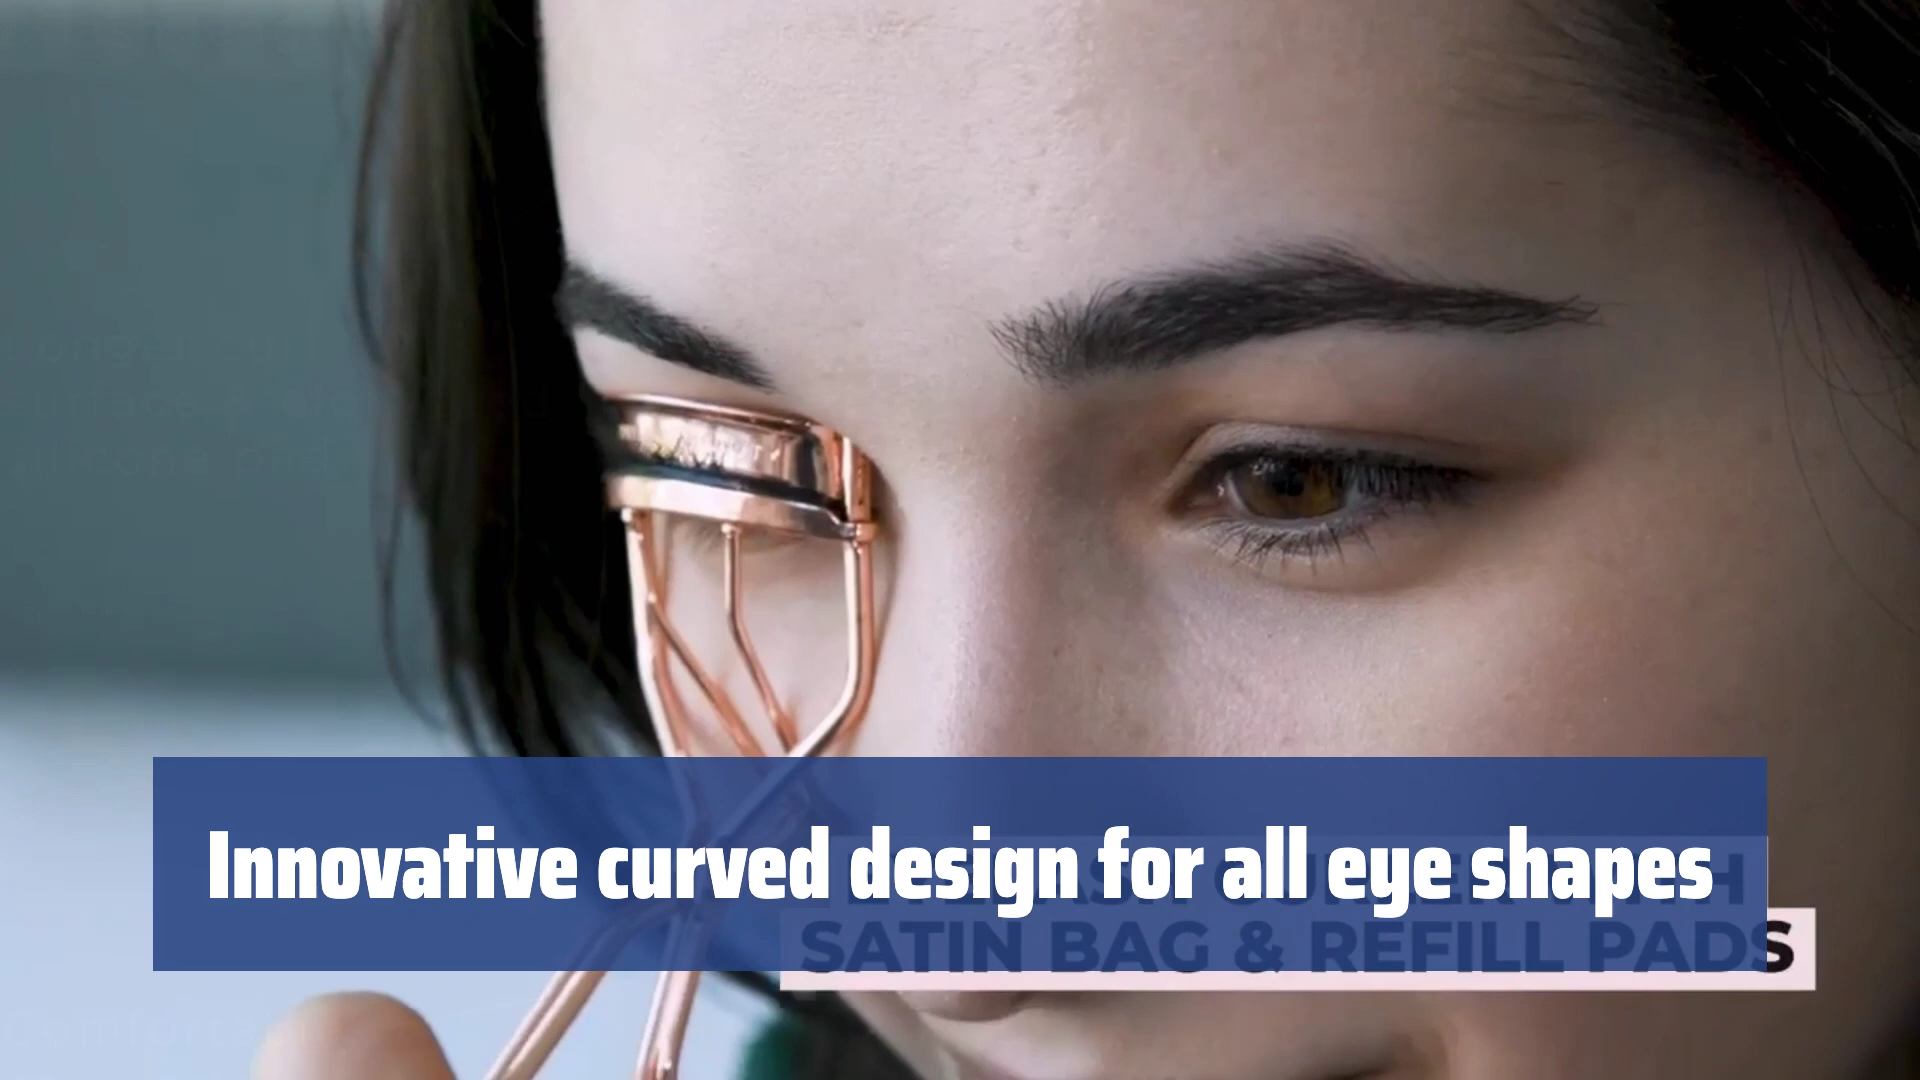 Innovative curved design for all eye shapes
SATIN BAG & REFILL PADS